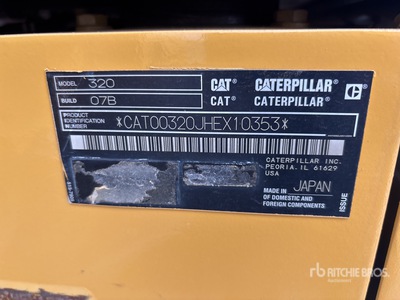 MODEL 320 CAT CATERPILLAR C
BUILD 07B CAT CATERPILLAR
PRODUCT IDENTIFICATION NUMBER *CAT00320JHEX10353*
CATERPILLAR INC.
PEORIA, IL 61629
USA
MADE IN JAPAN
OF DOMESTIC AND
FOREIGN COMPONENTS
ISSUE
rb RITCHIE BROS.